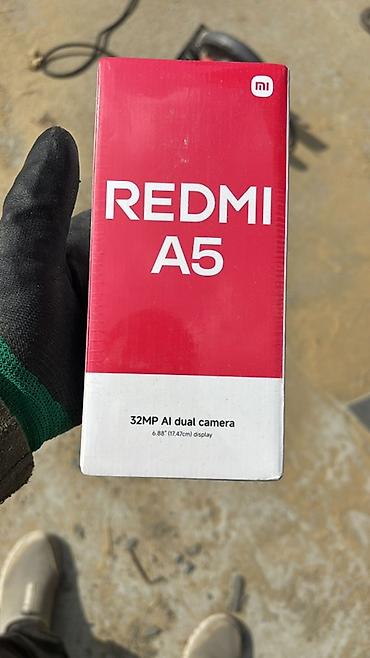 mi
REDMI
A5
32MP AI dual camera
6.88" (17.47cm) display